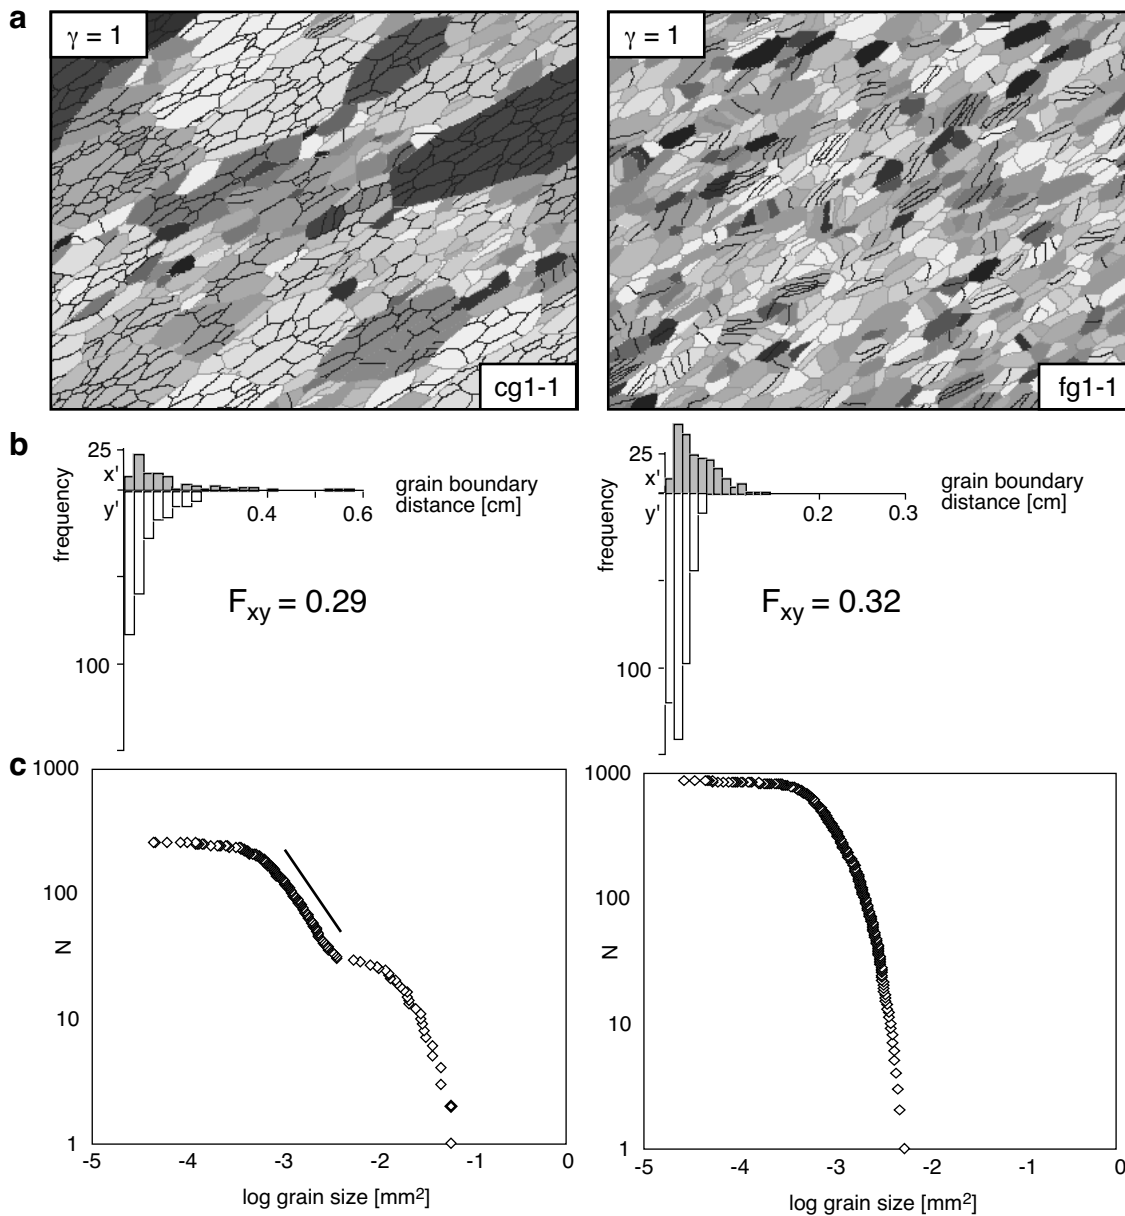 a
γ = 1
cg1-1
γ = 1
fg1-1
b
25
x'
y'
frequency
100
0.4
0.6
grain boundary
distance [cm]
Fxy = 0.29
25
x'
y'
frequency
100
0.2
0.3
grain boundary
distance [cm]
Fxy = 0.32
c
1000
100
N
10
1
-5
-4
-3
-2
-1
0
log grain size [mm²]
1000
100
N
10
1
-5
-4
-3
-2
-1
0
log grain size [mm²]